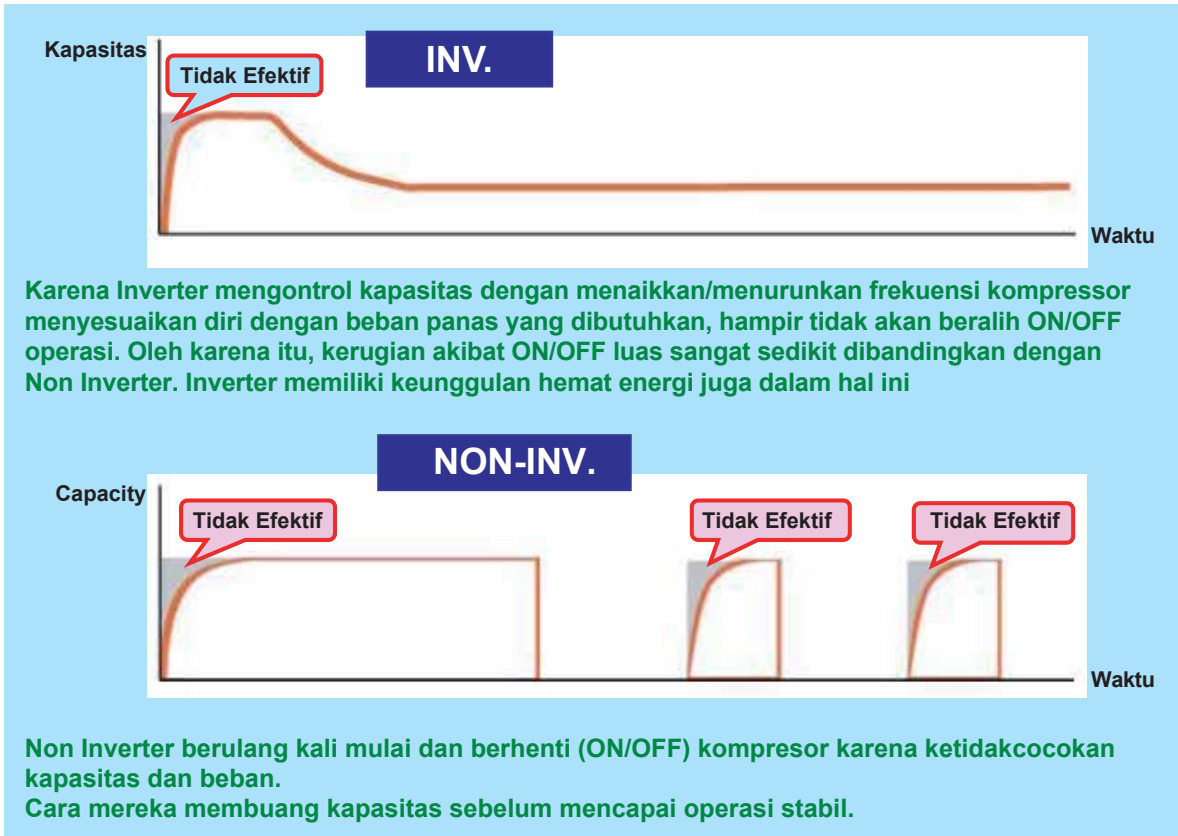 Kapasitas
INV.
Tidak Efektif
Waktu
Karena Inverter mengontrol kapasitas dengan menaikkan/menurunkan frekuensi kompressor
menyesuaikan diri dengan beban panas yang dibutuhkan, hampir tidak akan beralih ON/OFF
operasi. Oleh karena itu, kerugian akibat ON/OFF luas sangat sedikit dibandingkan dengan
Non Inverter. Inverter memiliki keunggulan hemat energi juga dalam hal ini
NON-INV.
Capacity
Tidak Efektif
Tidak Efektif
Tidak Efektif
Waktu
Non Inverter berulang kali mulai dan berhenti (ON/OFF) kompresor karena ketidakcocokan
kapasitas dan beban.
Cara mereka membuang kapasitas sebelum mencapai operasi stabil.